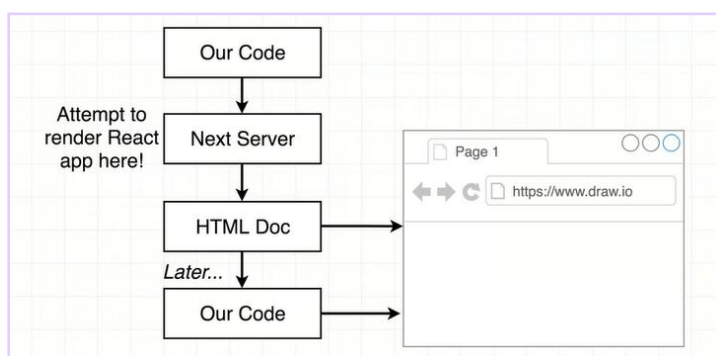 Our Code
Attempt to
render React
app here!
Next Server
Page 1
https://www.draw.io
HTML Doc
Later...
Our Code